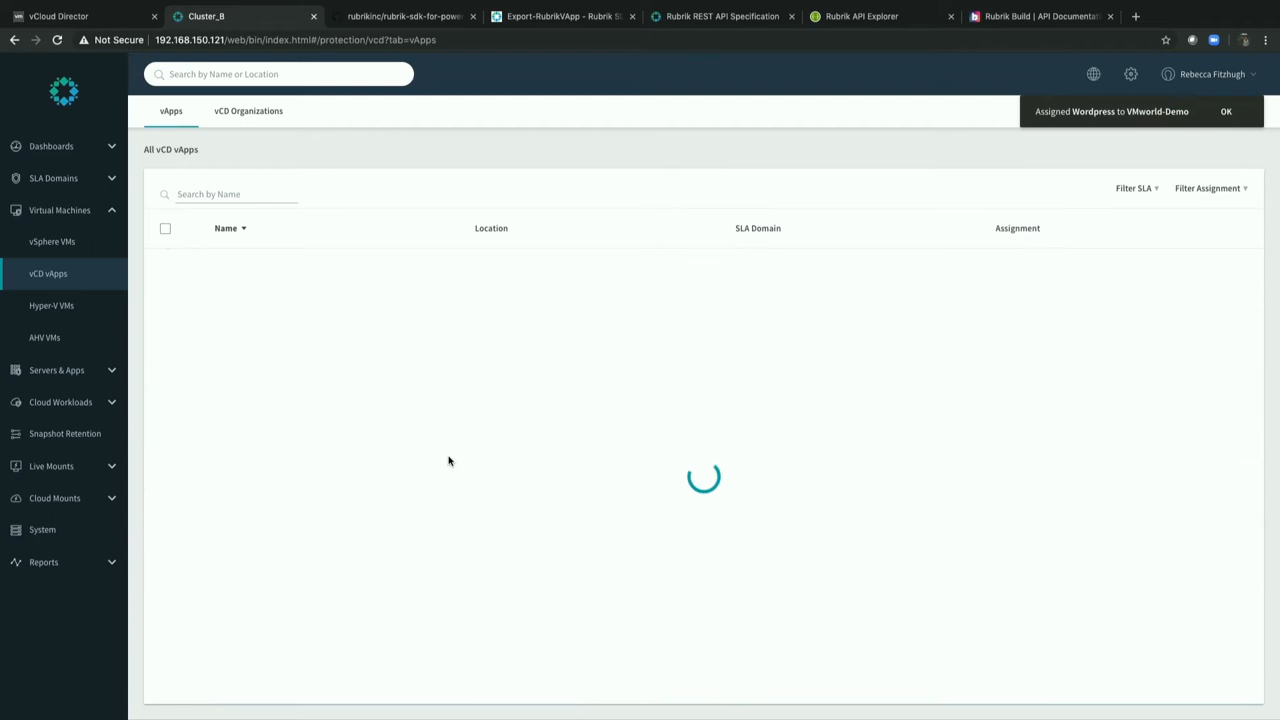 vm vCloud Director
Cluster_B
rubrikinc/rubrik-sdk-for-power
Export-RubrikVApp - Rubrik S
Rubrik REST API Specification
Rubrik API Explorer
b Rubrik Build | API Documentat
Not Secure 192.168.150.121/web/bin/index.html#/protection/vcd?tab=vApps
Search by Name or Location
Rebecca Fitzhugh
vApps
vCD Organizations
Assigned Wordpress to VMworld-Demo OK
All vCD vApps
Search by Name
Filter SLA
Filter Assignment
Name
Location
SLA Domain
Assignment
Dashboards
SLA Domains
Virtual Machines
vSphere VMs
vCD vApps
Hyper-V VMs
AHV VMs
Servers & Apps
Cloud Workloads
Snapshot Retention
Live Mounts
Cloud Mounts
System
Reports